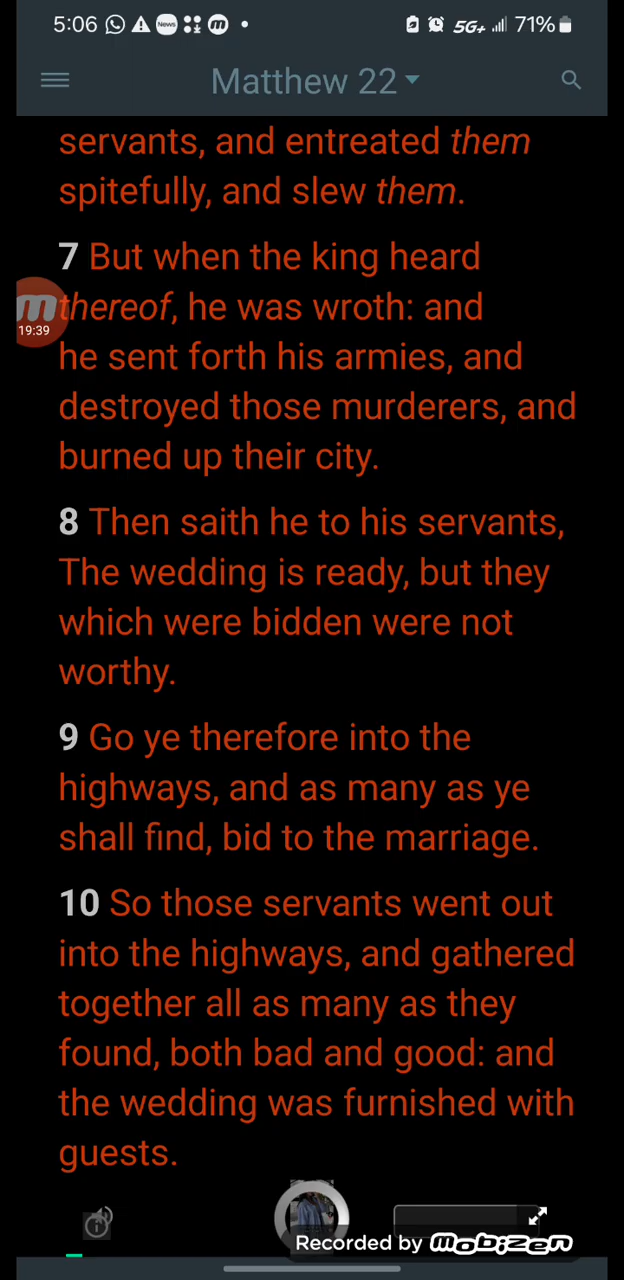 5:06 News m 5G+ 71%
Matthew 22
servants, and entreated them
spitefully, and slew them.
7 But when the king heard
thereof, he was wroth: and
m
19:39
he sent forth his armies, and
destroyed those murderers, and
burned up their city.
8 Then saith he to his servants,
The wedding is ready, but they
which were bidden were not
worthy.
9 Go ye therefore into the
highways, and as many as ye
shall find, bid to the marriage.
10 So those servants went out
into the highways, and gathered
together all as many as they
found, both bad and good: and
the wedding was furnished with
guests.
Recorded by mobizen